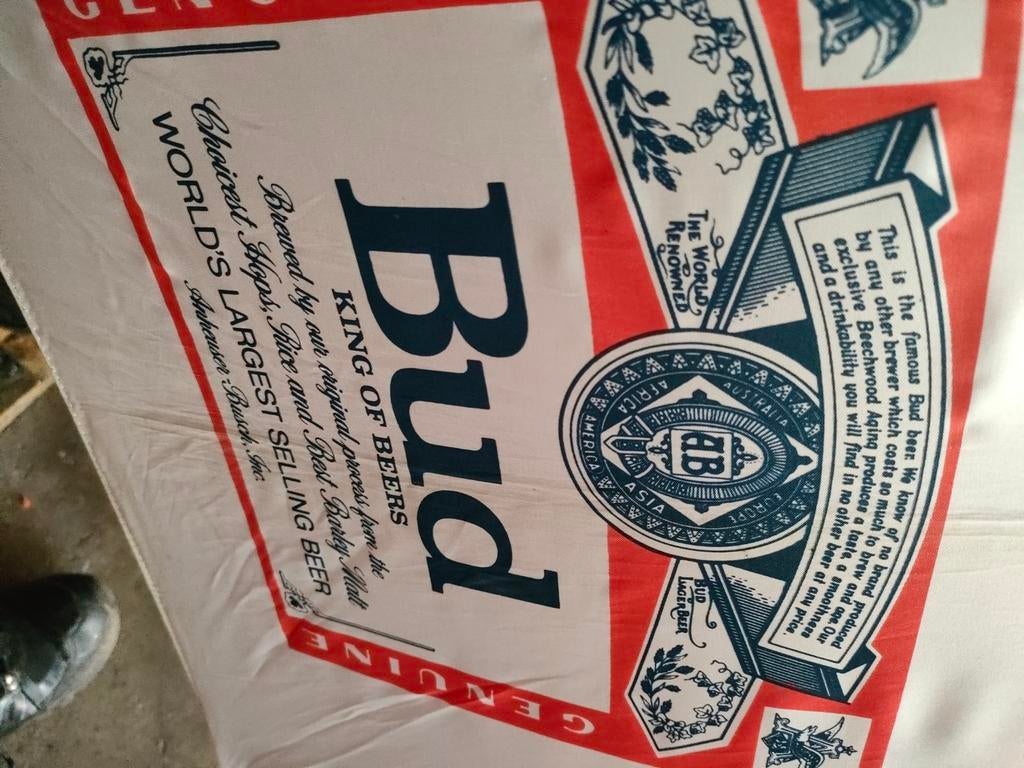 This is the famous Bud beer. We know of no brand produced
by any other brewer which costs so much to brew and age. Our
exclusive Beechwood Aging produces a taste, a smoothness
and a drinkability you will find in no other beer at any price.
THE WORLD
RENOWNED
BUD
LAGER BEER
AUSTRALIA
EUROPE
AFRICA
AMERICA
ASIA
AB
GENUINE
Bud
KING OF BEERS
Brewed by our original process from the
Choicest Hops, Rice and Best Barley Malt
WORLD'S LARGEST SELLING BEER
Anheuser-Busch, Inc.